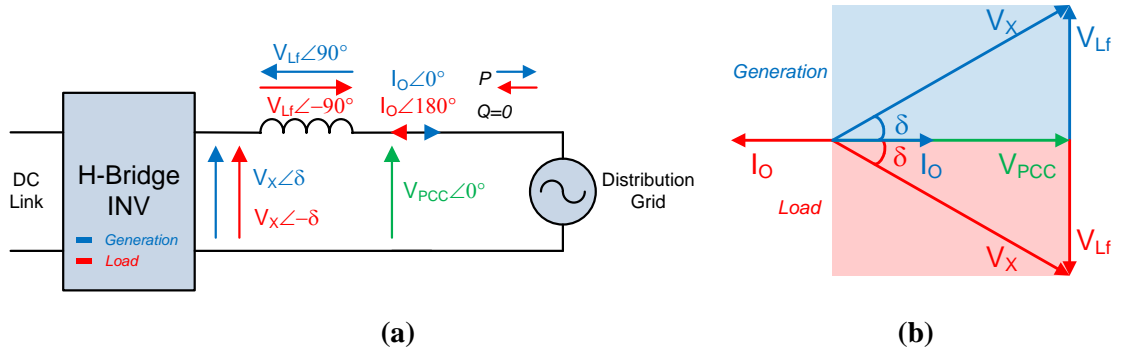 V_Lf∠90°
V_Lf∠−90°
I_O∠0°
I_O∠180°
P
Q=0
DC
Link
H-Bridge
INV
Generation
Load
V_X∠δ
V_X∠−δ
V_PCC∠0°
Distribution
Grid
(a)
Generation
Load
V_X
V_Lf
δ
δ
I_O
I_O
V_PCC
V_X
V_Lf
(b)